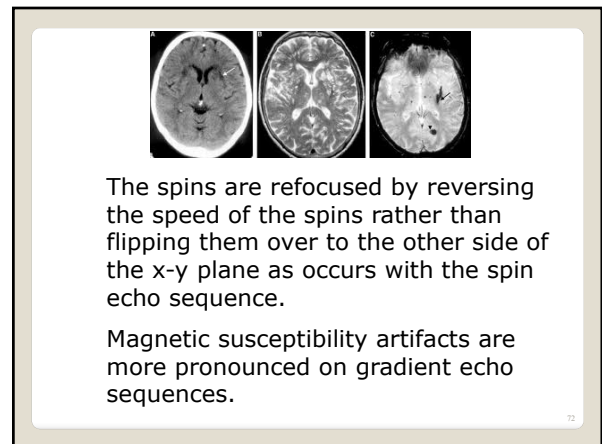 A B C
The spins are refocused by reversing
the speed of the spins rather than
flipping them over to the other side of
the x-y plane as occurs with the spin
echo sequence.
Magnetic susceptibility artifacts are
more pronounced on gradient echo
sequences.
72